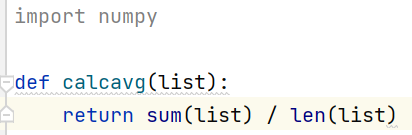 import numpy
def calcavg(list):
    return sum(list) / len(list)